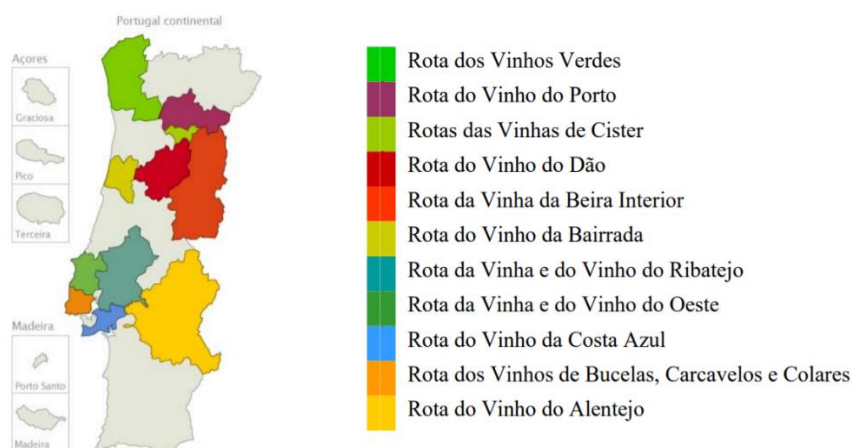 Portugal continental
Açores
Graciosa
Pico
Terceira
Madeira
Porto Santo
Madeira
Rota dos Vinhos Verdes
Rota do Vinho do Porto
Rotas das Vinhas de Cister
Rota do Vinho do Dão
Rota da Vinha da Beira Interior
Rota do Vinho da Bairrada
Rota da Vinha e do Vinho do Ribatejo
Rota da Vinha e do Vinho do Oeste
Rota do Vinho da Costa Azul
Rota dos Vinhos de Bucelas, Carcavelos e Colares
Rota do Vinho do Alentejo